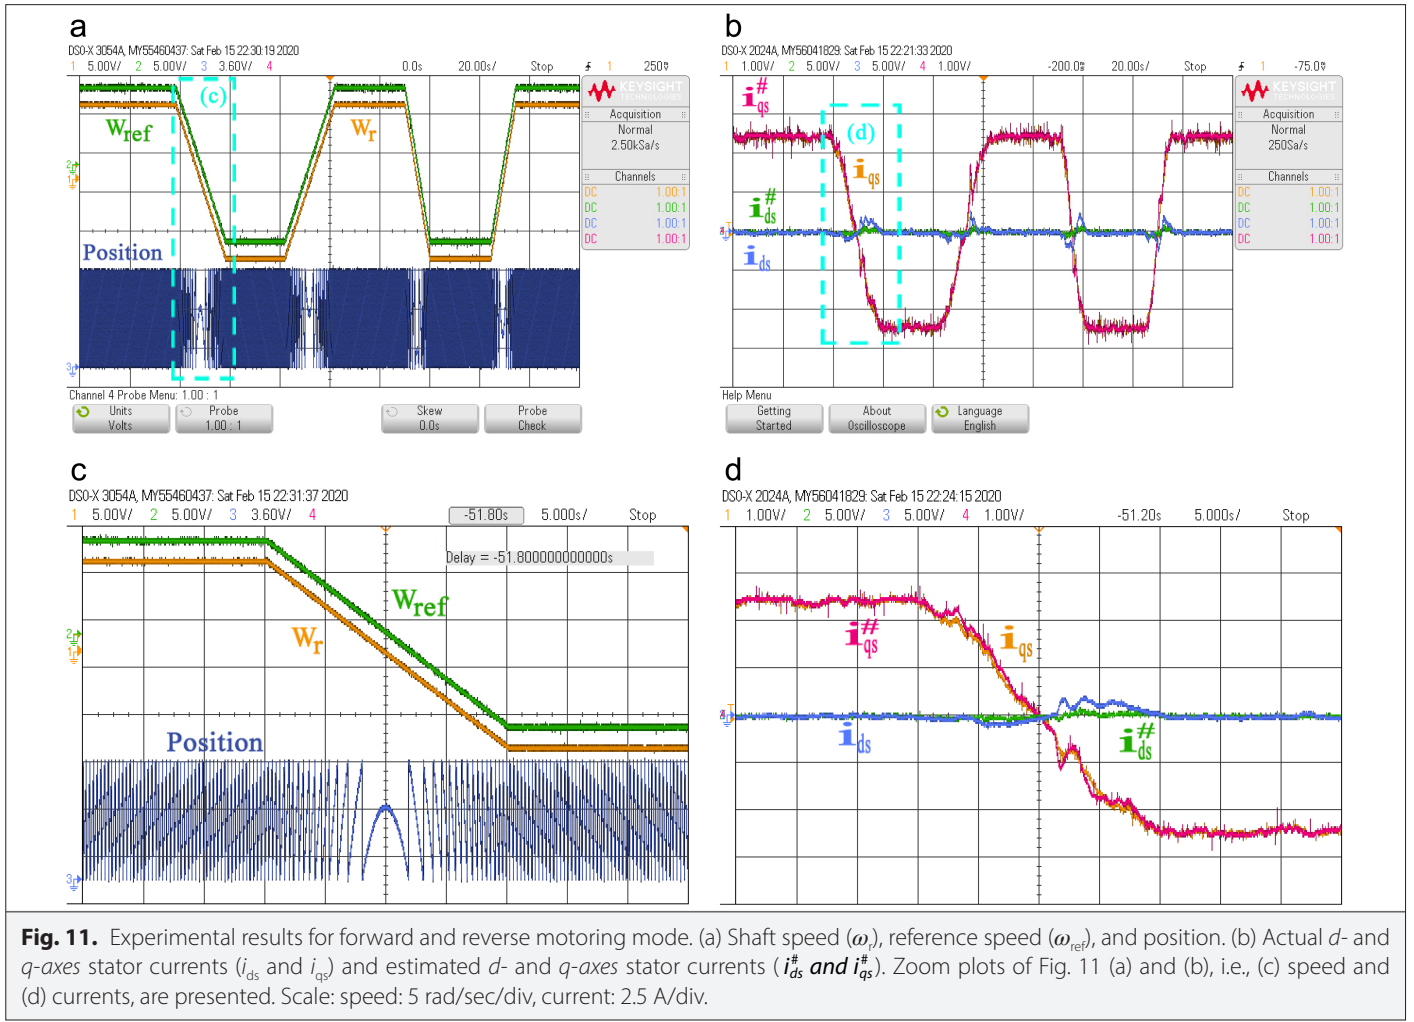 a
DS0-X 3054A, MY55460437: Sat Feb 15 22:30:19 2020
1 5.00V/ 2 5.00V/ 3 3.60V/ 4 0.0s 20.00s/ Stop 1 250%
(c)
W_ref
W_r
Position
KEYSIGHT
TECHNOLOGIES
Acquisition
Normal
2.50kSa/s
Channels
DC 1.00:1
DC 1.00:1
DC 1.00:1
DC 1.00:1
Channel 4 Probe Menu: 1.00 : 1
Units
Volts
Probe
1.00 : 1
Skew
0.0s
Probe
Check
b
DS0-X 2024A, MY56041829: Sat Feb 15 22:21:33 2020
1 1.00V/ 2 5.00V/ 3 5.00V/ 4 1.00V/ -200.0% 20.00s/ Stop 1 -75.0%
i#qs
(d)
iqs
i#ds
ids
KEYSIGHT
TECHNOLOGIES
Acquisition
Normal
250Sa/s
Channels
DC 1.00:1
DC 1.00:1
DC 1.00:1
DC 1.00:1
Help Menu
Getting
Started
About
Oscilloscope
Language
English
c
DS0-X 3054A, MY55460437: Sat Feb 15 22:31:37 2020
1 5.00V/ 2 5.00V/ 3 3.60V/ 4 -51.80s 5.000s/ Stop
Delay = -51.800000000000s
W_ref
W_r
Position
d
DS0-X 2024A, MY56041829: Sat Feb 15 22:24:15 2020
1 1.00V/ 2 5.00V/ 3 5.00V/ 4 1.00V/ -51.20s 5.000s/ Stop
i#qs
iqs
ids
i#ds
Fig. 11. Experimental results for forward and reverse motoring mode. (a) Shaft speed (ωr), reference speed (ωref), and position. (b) Actual d- and
q-axes stator currents (ids and iqs) and estimated d- and q-axes stator currents ( i#ds and i#qs). Zoom plots of Fig. 11 (a) and (b), i.e., (c) speed and
(d) currents, are presented. Scale: speed: 5 rad/sec/div, current: 2.5 A/div.